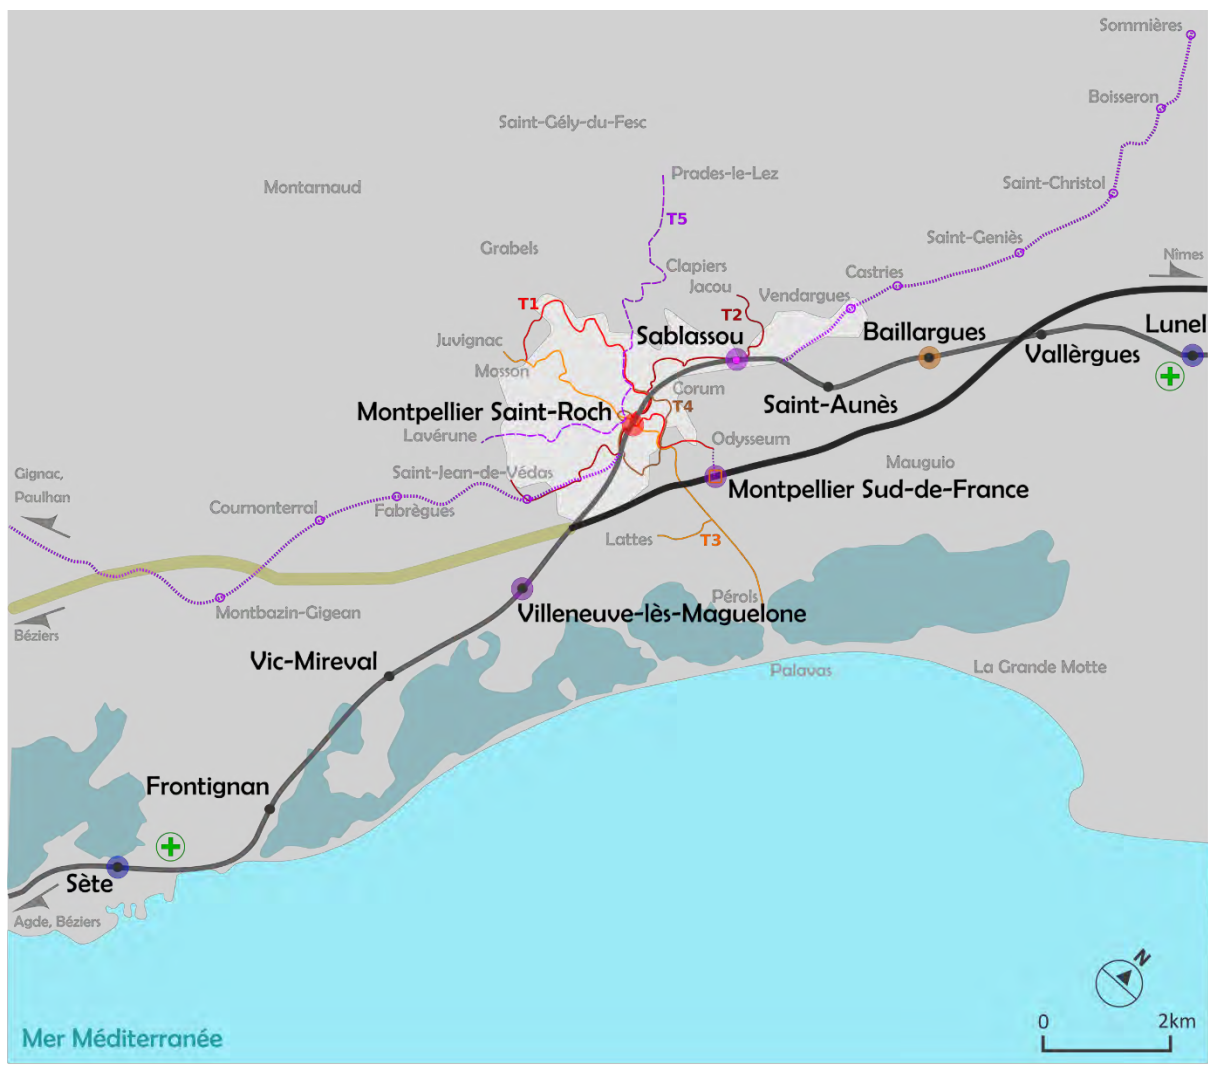 Sommières
Boisseron
Saint-Gély-du-Fesc
Prades-le-Lez
Saint-Christol
Montarnaud
T5
Saint-Geniès
Grabels
Nîmes
Clapiers
Castries
Jacou
Vendargues
T1
T2
Sablassou
Baillargues
Lunel
Juvignac
Vallèrgues
Mosson
Corum
Saint-Aunès
Montpellier Saint-Roch
T4
Lavérune
Odysseum
Mauguio
Saint-Jean-de-Védas
Gignac,
Paulhan
Montpellier Sud-de-France
Cournonterral
Fabrègues
Lattes
T3
Pérols
Montbazin-Gigean
Villeneuve-lès-Maguelone
Béziers
Vic-Mireval
Palavas
La Grande Motte
Frontignan
Sète
Agde, Béziers
N
0 2km
Mer Méditerranée